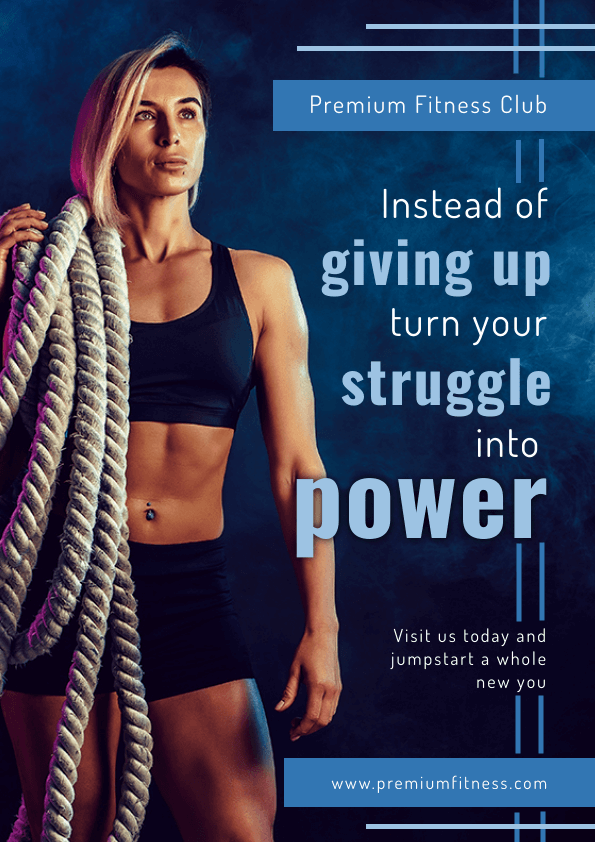 Premium Fitness Club
Instead of
giving up
turn your
struggle
into
power
Visit us today and
jumpstart a whole
new you
www.premiumfitness.com